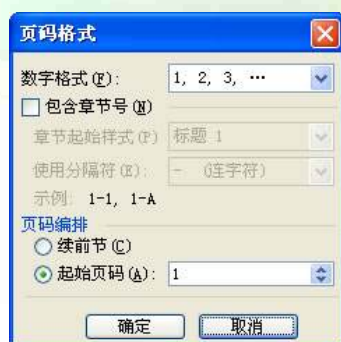 页码格式
数字格式(F): 1, 2, 3, …
包含章节号(N)
章节起始样式(P) 标题 1
使用分隔符(E): - (连字符)
示例: 1-1, 1-A
页码编排
续前节(C)
起始页码(A): 1
确定 取消